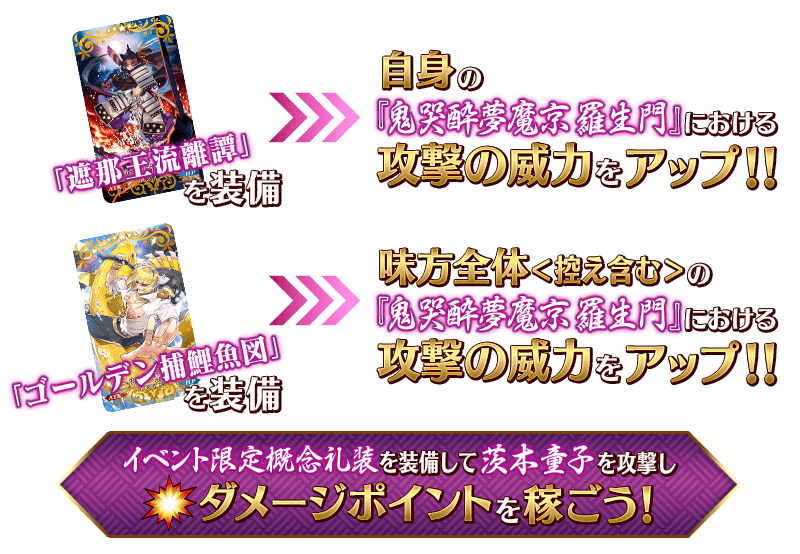 「遮那王流離譚」
を装備
自身の
『鬼哭酔夢魔京 羅生門』における
攻撃の威力をアップ!!
『ゴールデン捕鯉魚図』
を装備
味方全体<控え含む>の
『鬼哭酔夢魔京 羅生門』における
攻撃の威力をアップ!!
イベント限定概念礼装を装備して茨木童子を攻撃し
ダメージポイントを稼ごう!